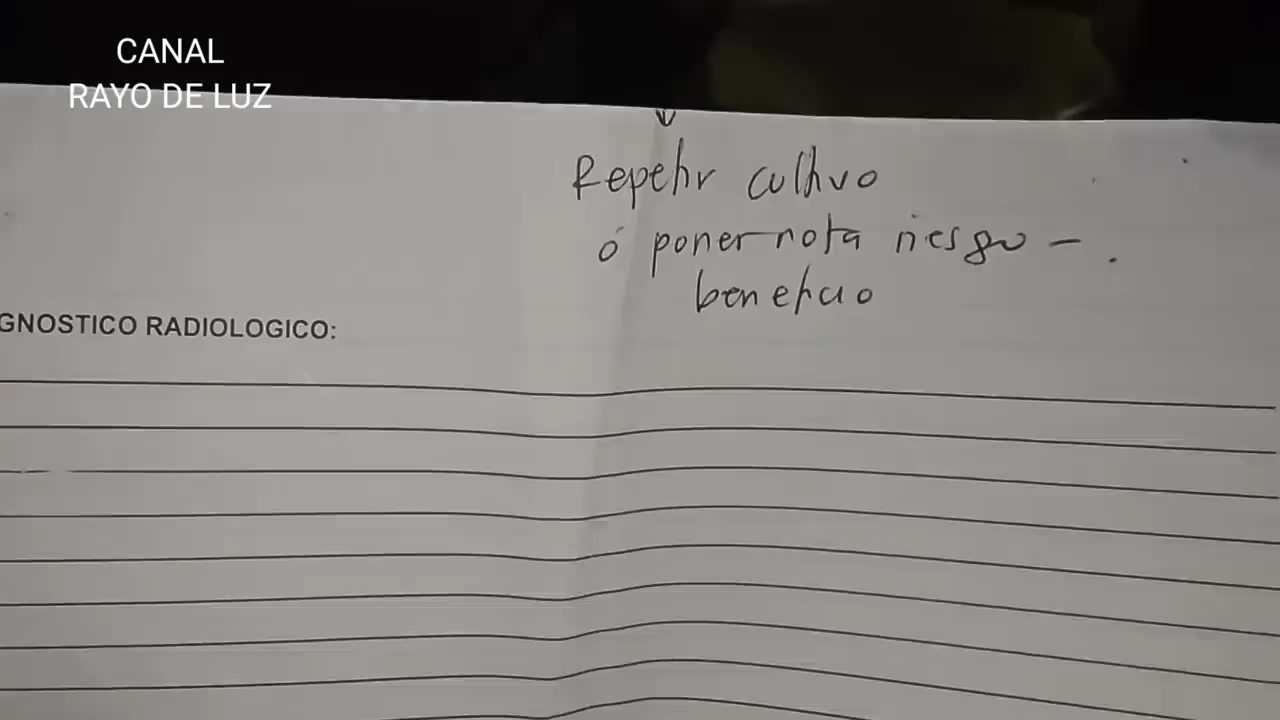 CANAL
RAYO DE LUZ
Repetir cultivo
ó poner nota riesgo - .
beneficio
GNOSTICO RADIOLOGICO: